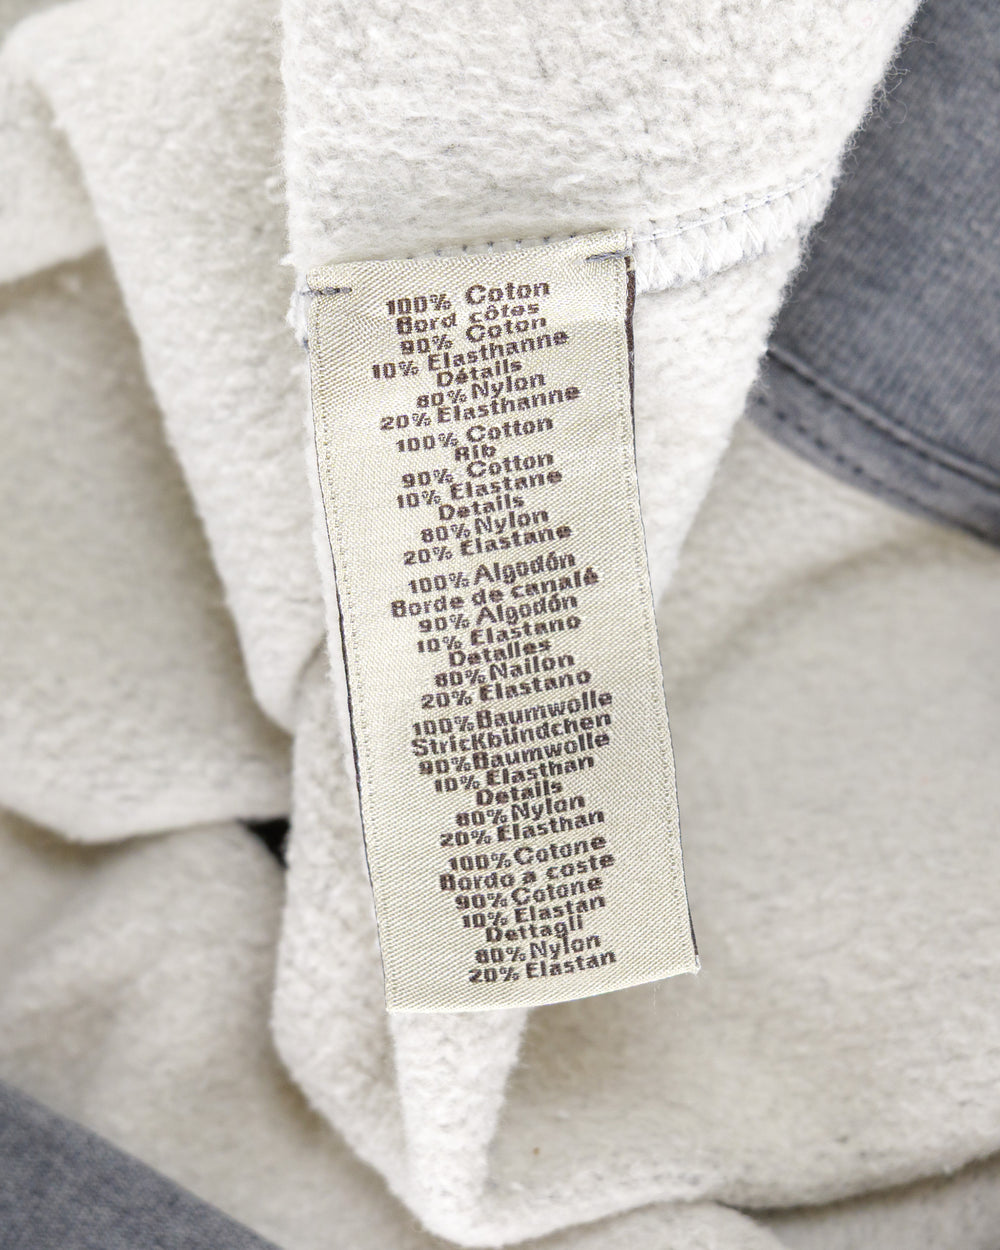 100% Coton
Bord côtes
90% Coton
10% Elasthanne
Détails
80% Nylon
20% Elasthanne
100% Cotton
Rib
90% Cotton
10% Elastane
Details
80% Nylon
20% Elastane
100% Algodón
Borde de canalé
90% Algodón
10% Elastano
Detalles
80% Nailon
20% Elastano
100% Baumwolle
Strickbündchen
90% Baumwolle
10% Elasthan
Details
80% Nylon
20% Elasthan
100% Cotone
Bordo a coste
90% Cotone
10% Elastan
Dettagli
80% Nylon
20% Elastan